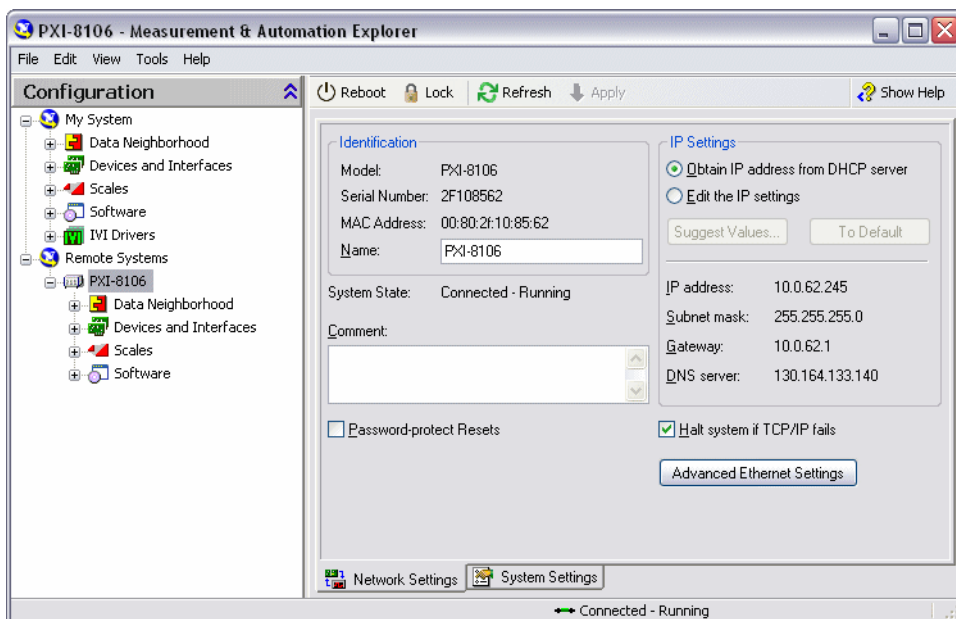 PXI-8106 - Measurement & Automation Explorer
File Edit View Tools Help
Configuration
Reboot Lock Refresh Apply Show Help
My System
Data Neighborhood
Devices and Interfaces
Scales
Software
IVI Drivers
Remote Systems
PXI-8106
Data Neighborhood
Devices and Interfaces
Scales
Software
Identification
Model: PXI-8106
Serial Number: 2F108562
MAC Address: 00:80:2f:10:85:62
Name: PXI-8106
System State: Connected - Running
Comment:
Password-protect Resets
IP Settings
Obtain IP address from DHCP server
Edit the IP settings
Suggest Values... To Default
IP address: 10.0.62.245
Subnet mask: 255.255.255.0
Gateway: 10.0.62.1
DNS server: 130.164.133.140
Halt system if TCP/IP fails
Advanced Ethernet Settings
Network Settings System Settings
Connected - Running